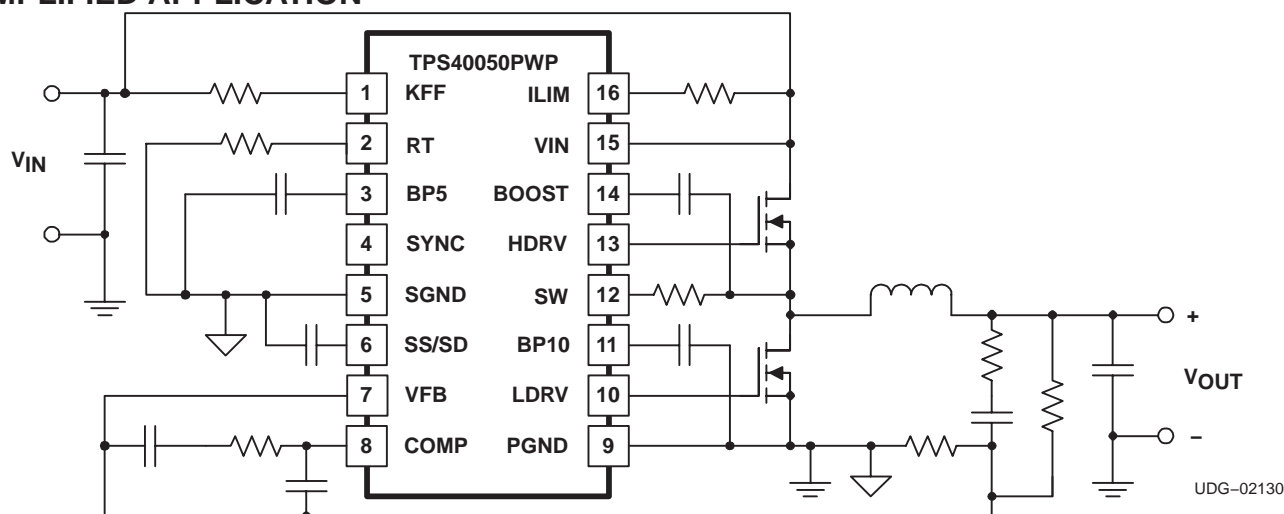 MPLIFIED APPLICATION
TPS40050PWP
1 KFF ILIM 16
2 RT VIN 15
3 BP5 BOOST 14
4 SYNC HDRV 13
5 SGND SW 12
6 SS/SD BP10 11
7 VFB LDRV 10
8 COMP PGND 9
VIN
+
VOUT
–
UDG–02130